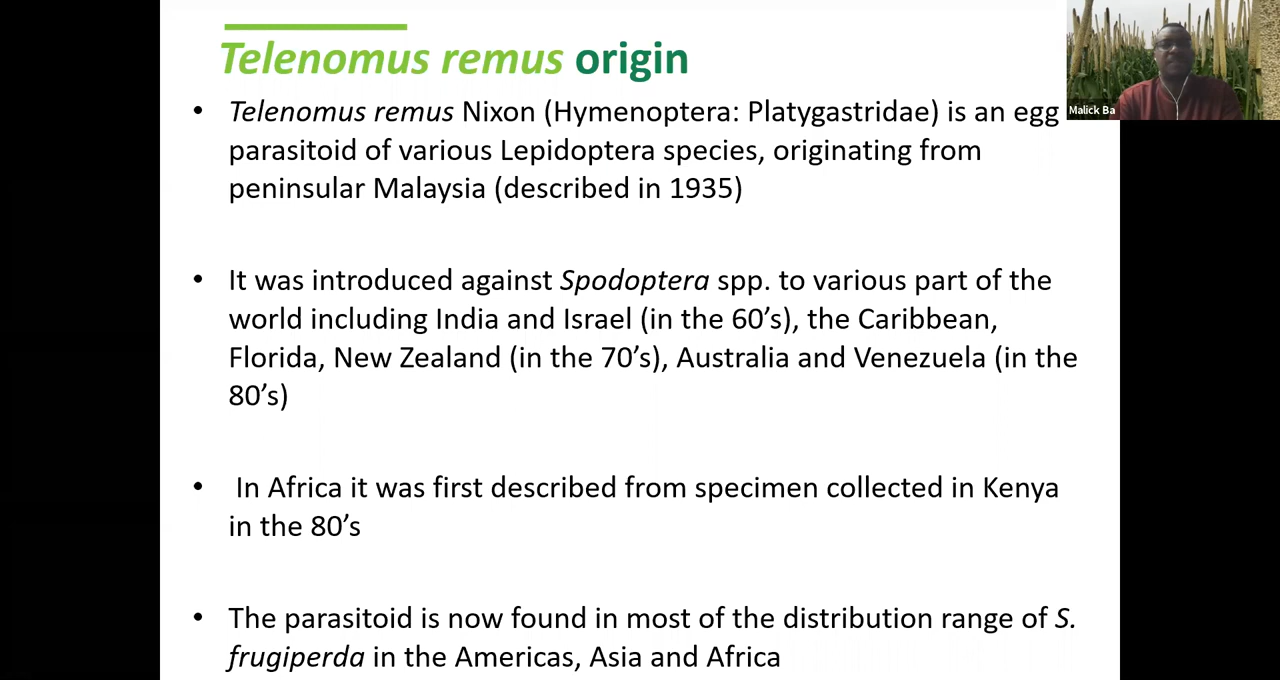 Telenomus remus origin
• Telenomus remus Nixon (Hymenoptera: Platygastridae) is an egg
parasitoid of various Lepidoptera species, originating from
peninsular Malaysia (described in 1935)
• It was introduced against Spodoptera spp. to various part of the
world including India and Israel (in the 60’s), the Caribbean,
Florida, New Zealand (in the 70’s), Australia and Venezuela (in the
80’s)
• In Africa it was first described from specimen collected in Kenya
in the 80’s
• The parasitoid is now found in most of the distribution range of S.
frugiperda in the Americas, Asia and Africa
Malick Ba